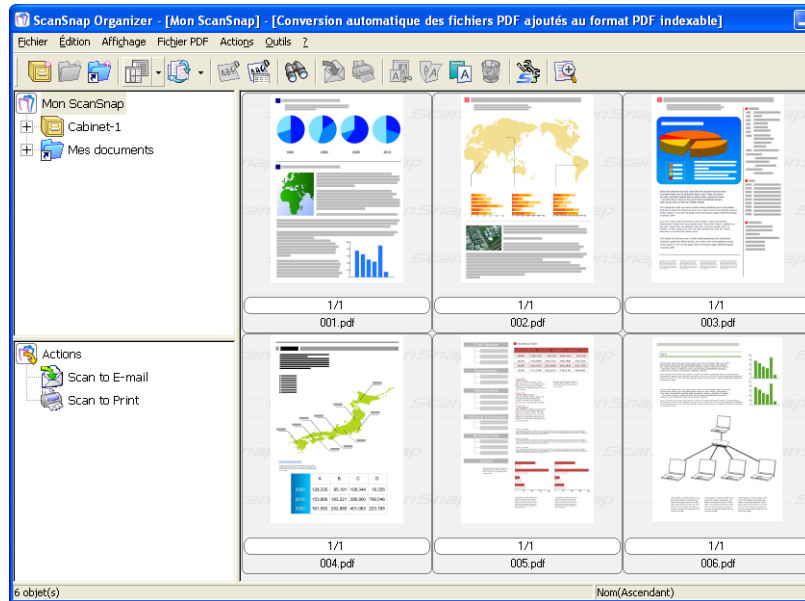 ScanSnap Organizer - [Mon ScanSnap] - [Conversion automatique des fichiers PDF ajoutés au format PDF indexable]
Fichier Édition Affichage Fichier PDF Actions Outils ?
Mon ScanSnap
Cabinet-1
Mes documents
1/1
001.pdf
1/1
002.pdf
1/1
003.pdf
Actions
Scan to E-mail
Scan to Print
A B C D
1/1
004.pdf
1/1
005.pdf
1/1
006.pdf
6 objet(s)
Nom(Ascendant)